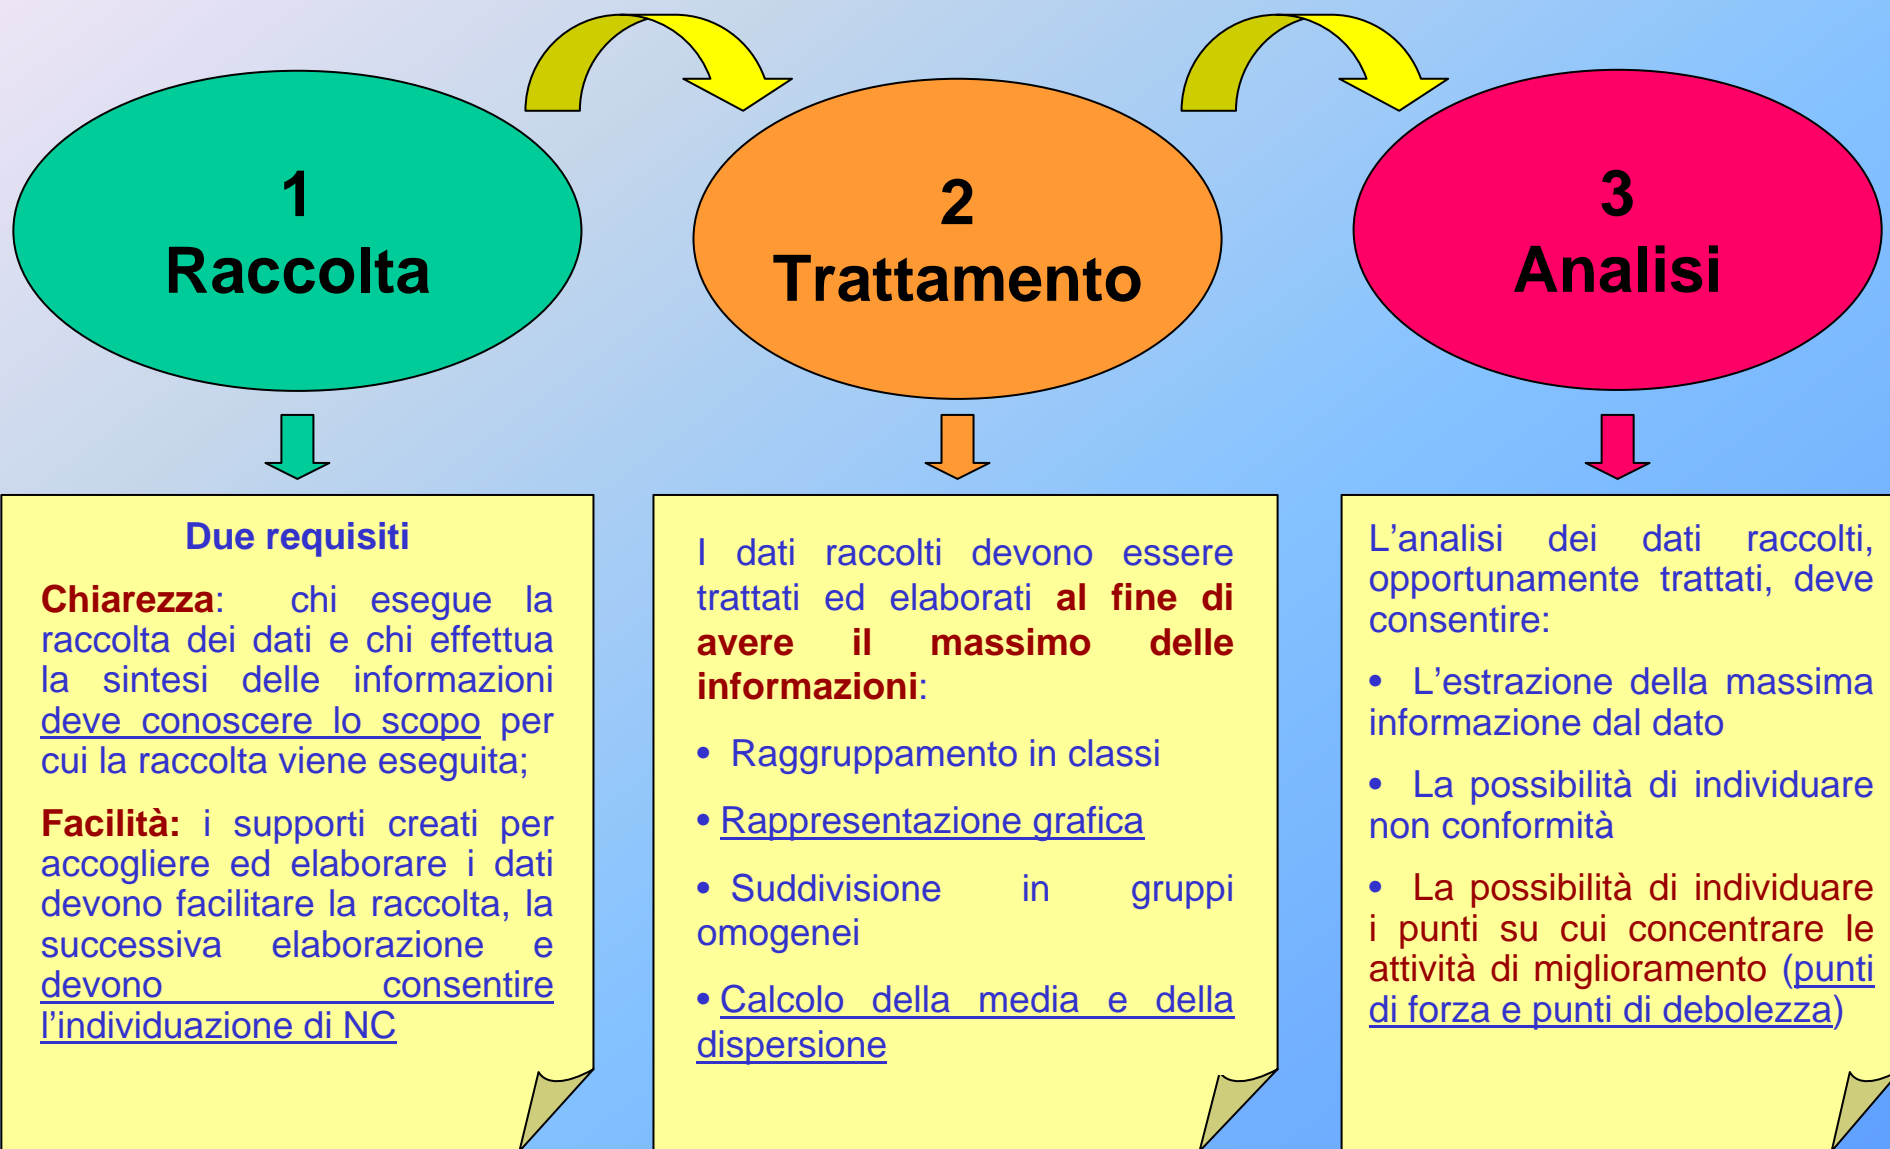 1
Raccolta
2
Trattamento
3
Analisi
Due requisiti
Chiarezza: chi esegue la
raccolta dei dati e chi effettua
la sintesi delle informazioni
deve conoscere lo scopo per
cui la raccolta viene eseguita;
Facilità: i supporti creati per
accogliere ed elaborare i dati
devono facilitare la raccolta, la
successiva elaborazione e
devono consentire
l'individuazione di NC
I dati raccolti devono essere
trattati ed elaborati al fine di
avere il massimo delle
informazioni:
• Raggruppamento in classi
• Rappresentazione grafica
• Suddivisione in gruppi
omogenei
• Calcolo della media e della
dispersione
L'analisi dei dati raccolti,
opportunamente trattati, deve
consentire:
• L'estrazione della massima
informazione dal dato
• La possibilità di individuare
non conformità
• La possibilità di individuare
i punti su cui concentrare le
attività di miglioramento (punti
di forza e punti di debolezza)